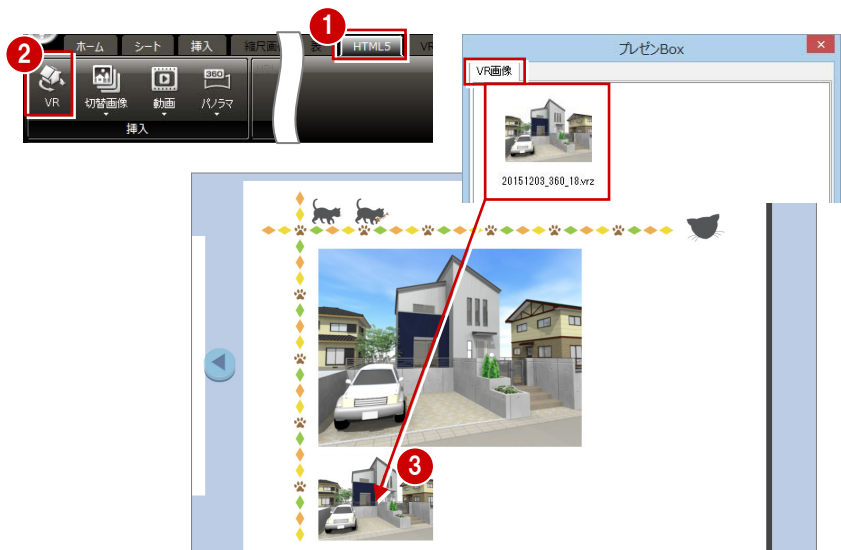 1
ホーム シート 挿入 縮尺画 表 HTML5 VR
2
VR 切替画像 動画 360 パノラマ
挿入
プレゼンBox
×
VR画像
20151203_360_18.vrz
3